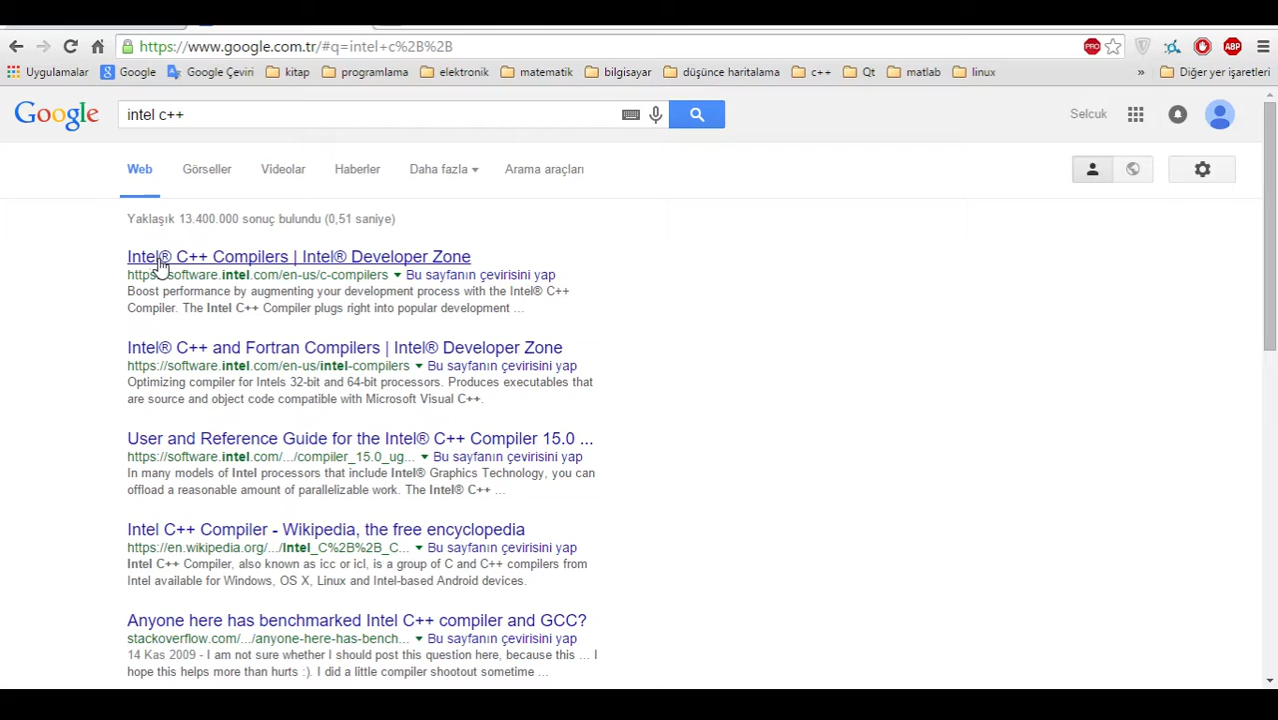 https://www.google.com.tr/#q=intel+c%2B%2B
PRO
ABP
Uygulamalar
Google
Google Çeviri
kitap
programlama
elektronik
matematik
bilgisayar
düşünce haritalama
c++
Qt
matlab
linux
»
Diğer yer işaretleri
Google
intel c++
Selcuk
Web
Görseller
Videolar
Haberler
Daha fazla
Arama araçları
Yaklaşık 13.400.000 sonuç bulundu (0,51 saniye)
Intel® C++ Compilers | Intel® Developer Zone
https://software.intel.com/en-us/c-compilers Bu sayfanın çevirisini yap
Boost performance by augmenting your development process with the Intel® C++
Compiler. The Intel C++ Compiler plugs right into popular development ...
Intel® C++ and Fortran Compilers | Intel® Developer Zone
https://software.intel.com/en-us/intel-compilers Bu sayfanın çevirisini yap
Optimizing compiler for Intels 32-bit and 64-bit processors. Produces executables that
are source and object code compatible with Microsoft Visual C++.
User and Reference Guide for the Intel® C++ Compiler 15.0 ...
https://software.intel.com/.../compiler_15.0_ug... Bu sayfanın çevirisini yap
In many models of Intel processors that include Intel® Graphics Technology, you can
offload a reasonable amount of parallelizable work. The Intel® C++ ...
Intel C++ Compiler - Wikipedia, the free encyclopedia
https://en.wikipedia.org/.../Intel_C%2B%2B_C... Bu sayfanın çevirisini yap
Intel C++ Compiler, also known as icc or icl, is a group of C and C++ compilers from
Intel available for Windows, OS X, Linux and Intel-based Android devices.
Anyone here has benchmarked Intel C++ compiler and GCC?
stackoverflow.com/.../anyone-here-has-bench... Bu sayfanın çevirisini yap
14 Kas 2009 - I am not sure whether I should post this question here, because this ... I
hope this helps more than hurts :). I did a little compiler shootout sometime ...